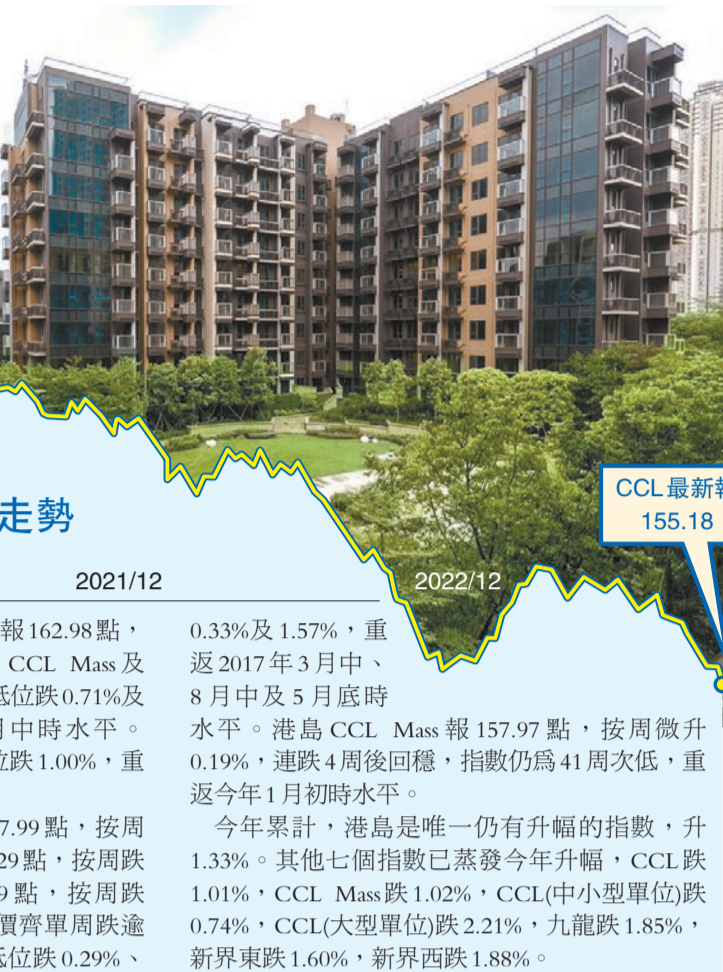 走勢
CCL最新報
155.18
2021/12
2022/12
報162.98點，
CCL Mass及
低位跌0.71%及
月中時水平。
位跌1.00%，重
7.99點，按周
29點，按周跌
9點，按周跌
價齊單周跌逾
低位跌0.29%、
0.33%及1.57%，重
返2017年3月中、
8月中及5月底時
水平。港島CCL Mass報157.97點，按周微升
0.19%，連跌4周後回穩，指數仍爲41周次低，重
返今年1月初時水平。
今年累計，港島是唯一仍有升幅的指數，升
1.33%。其他七個指數已蒸發今年升幅，CCL跌
1.01%，CCL Mass跌1.02%，CCL(中小型單位)跌
0.74%，CCL(大型單位)跌2.21%，九龍跌1.85%，
新界東跌1.60%，新界西跌1.88%。